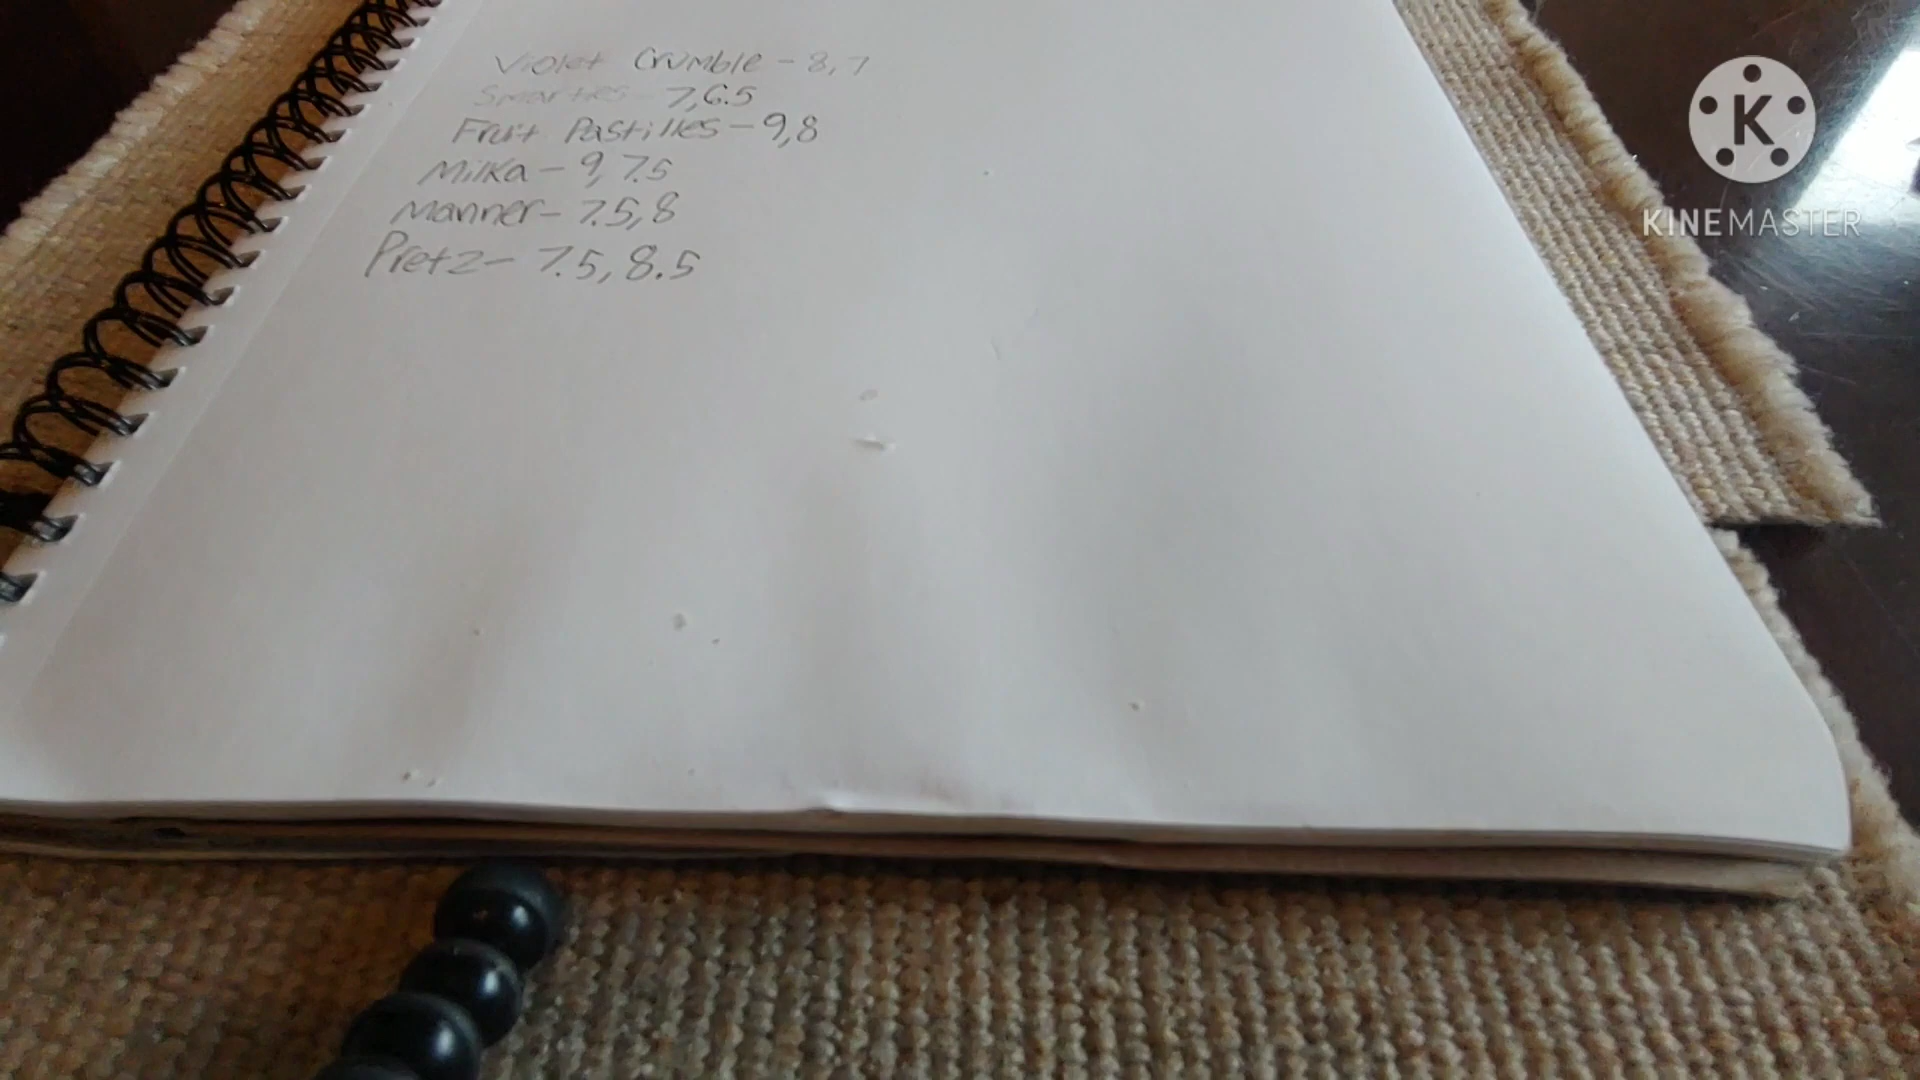 Violet Crumble - 8,7
Smarties - 7,6.5
Fruit Pastilles - 9,8
Milka - 9,7.5
Manner - 7.5,8
Pretz - 7.5,8.5
K
KINEMASTER